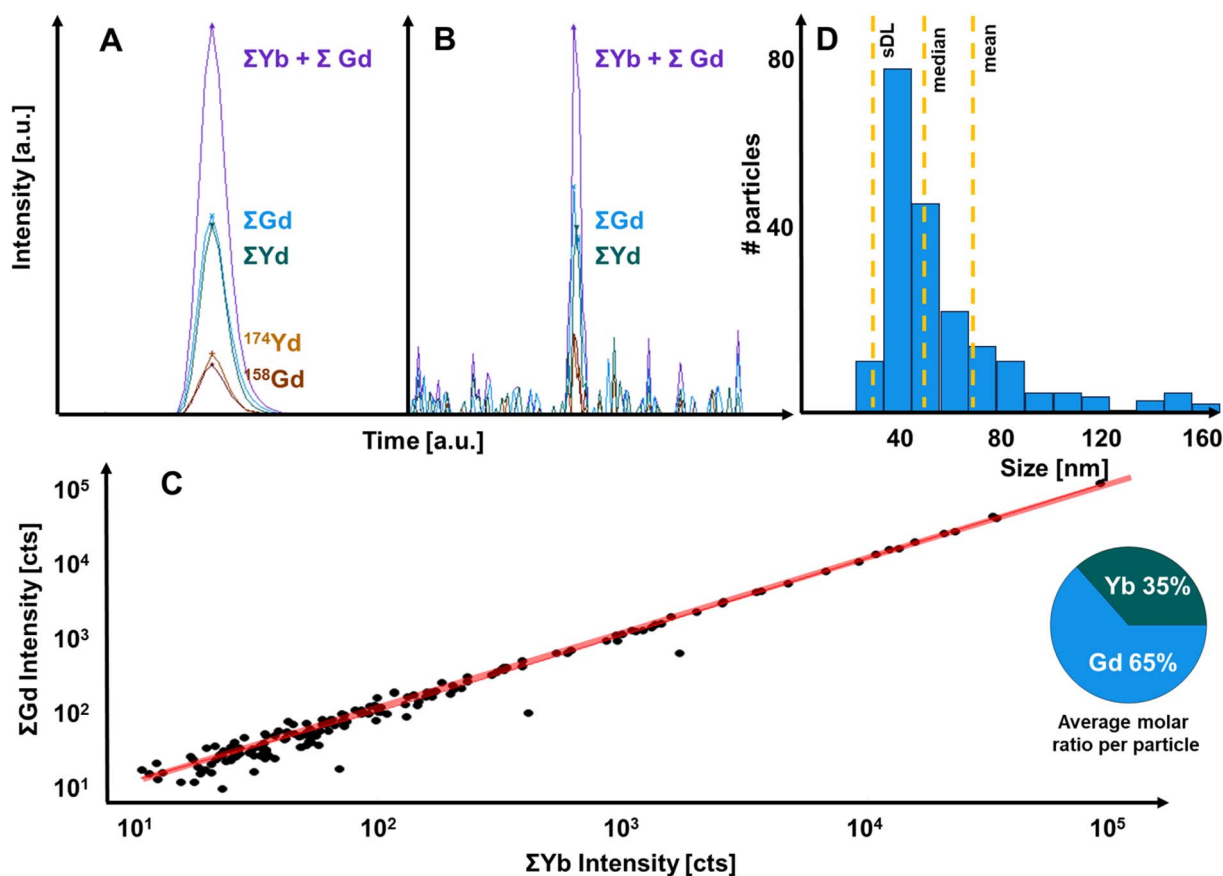 A
ΣYb + Σ Gd
ΣGd
ΣYd
174Yd
158Gd
Intensity [a.u.]
B
ΣYb + Σ Gd
ΣGd
ΣYd
Time [a.u.]
D
sDL
median
mean
80
40
# particles
40
80
120
160
Size [nm]
C
10⁵
10⁴
10³
10²
10¹
ΣGd Intensity [cts]
Yb 35%
Gd 65%
Average molar
ratio per particle
10¹
10²
10³
10⁴
10⁵
ΣYb Intensity [cts]